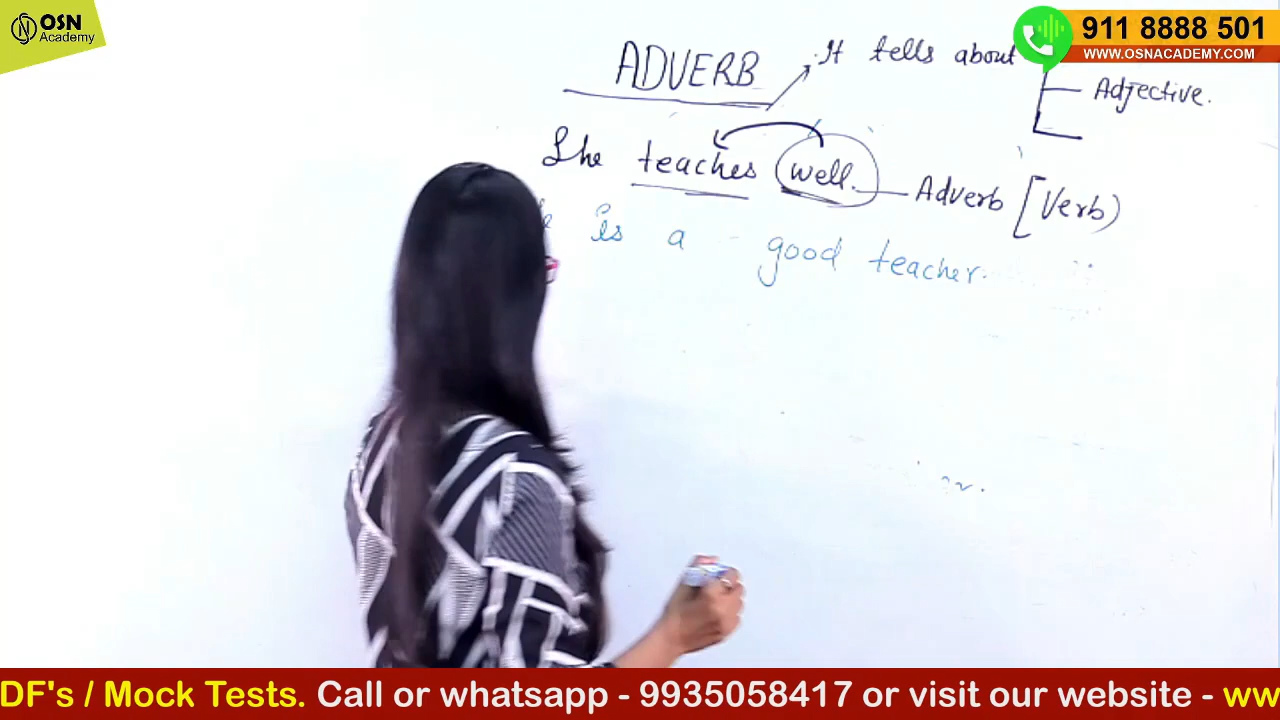 OSN
Academy
911 8888 501
WWW.OSNACADEMY.COM
ADVERB
It tells about
Adjective.
She teaches well. Adverb [Verb)
is a good teacher.
DF's / Mock Tests. Call or whatsapp - 9935058417 or visit our website - ww